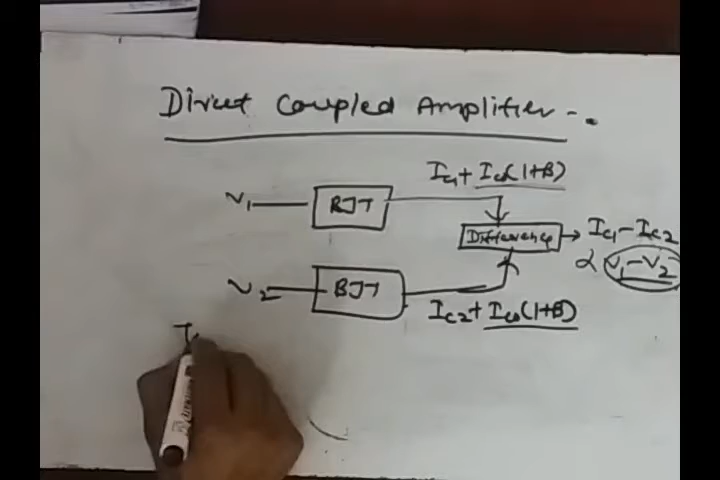 Direct Coupled Amplifier -.
IC1 + ICO(1+B)
V1 BJT
Difference IC1 - IC2
α V1 - V2
V2 BJT
IC2 + ICO(1+B)
I